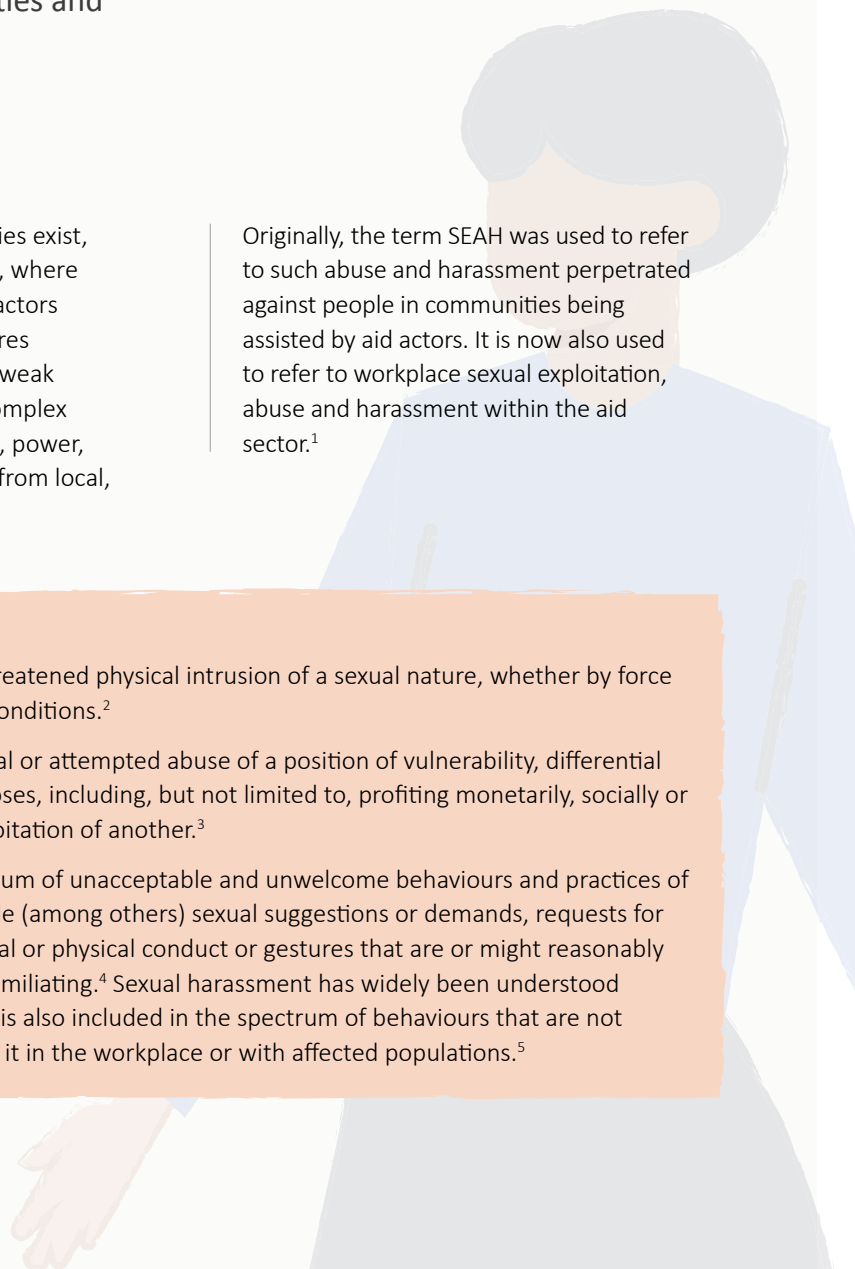 ties and
ies exist,
, where
actors
res
weak
omplex
, power,
from local,
Originally, the term SEAH was used to refer
to such abuse and harassment perpetrated
against people in communities being
assisted by aid actors. It is now also used
to refer to workplace sexual exploitation,
abuse and harassment within the aid
sector.1
reatened physical intrusion of a sexual nature, whether by force
onditions.2
al or attempted abuse of a position of vulnerability, differential
oses, including, but not limited to, profiting monetarily, socially or
oitation of another.3
um of unacceptable and unwelcome behaviours and practices of
e (among others) sexual suggestions or demands, requests for
al or physical conduct or gestures that are or might reasonably
miliating.4 Sexual harassment has widely been understood
is also included in the spectrum of behaviours that are not
it in the workplace or with affected populations.5